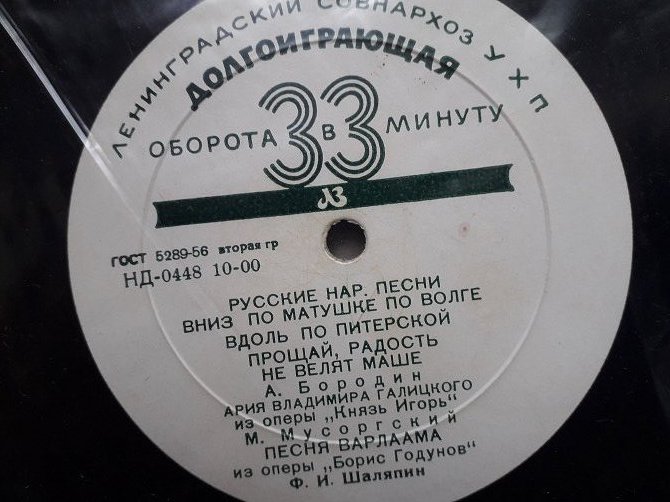 ЛЕНИНГРАДСКИЙ СОВНАРХОЗ УХП
ДОЛГОИГРАЮЩАЯ
ОБОРОТА 33 В МИНУТУ
ЛЗ
ГОСТ 5289-56 вторая гр
НД-0448 10-00
РУССКИЕ НАР. ПЕСНИ
ВНИЗ ПО МАТУШКЕ ПО ВОЛГЕ
ВДОЛЬ ПО ПИТЕРСКОЙ
ПРОЩАЙ, РАДОСТЬ
НЕ ВЕЛЯТ МАШЕ
А. Бородин
АРИЯ ВЛАДИМИРА ГАЛИЦКОГО
из оперы „Князь Игорь"
М. Мусоргский
ПЕСНЯ ВАРЛААМА
из оперы „Борис Годунов"
Ф. И. Шаляпин